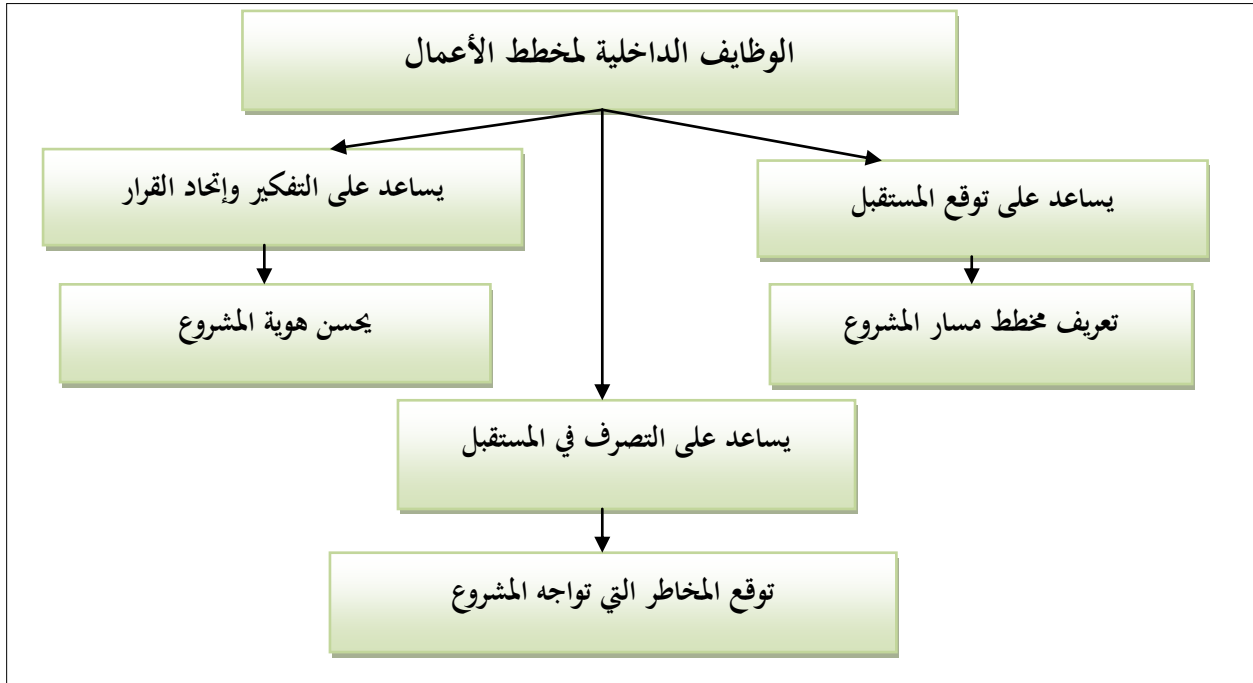 الوظايف الداخلية لمخطط الأعمال
يساعد على توقع المستقبل
يساعد على التفكير وإتحاد القرار
تعريف مخطط مسار المشروع
يحسن هوية المشروع
يساعد على التصرف في المستقبل
توقع المخاطر التي تواجه المشروع